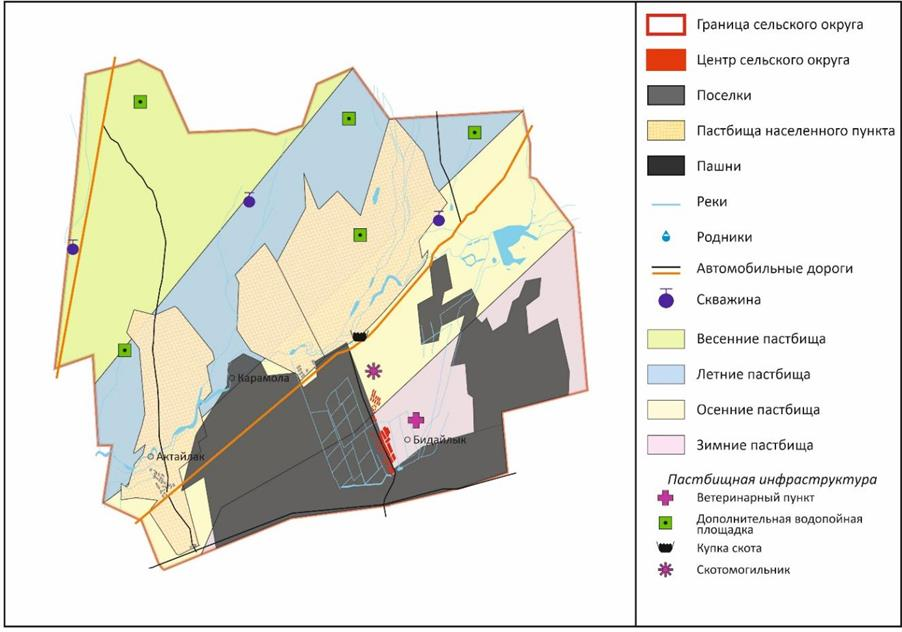 Граница сельского округа
Центр сельского округа
Поселки
Пастбища населенного пункта
Пашни
Реки
Родники
Автомобильные дороги
Скважина
Весенние пастбища
Летние пастбища
Осенние пастбища
Зимние пастбища
Пастбищная инфраструктура
Ветеринарный пункт
Дополнительная водопойная
площадка
Купка скота
Скотомогильник
Карамола
Бидайлык
Актайлак